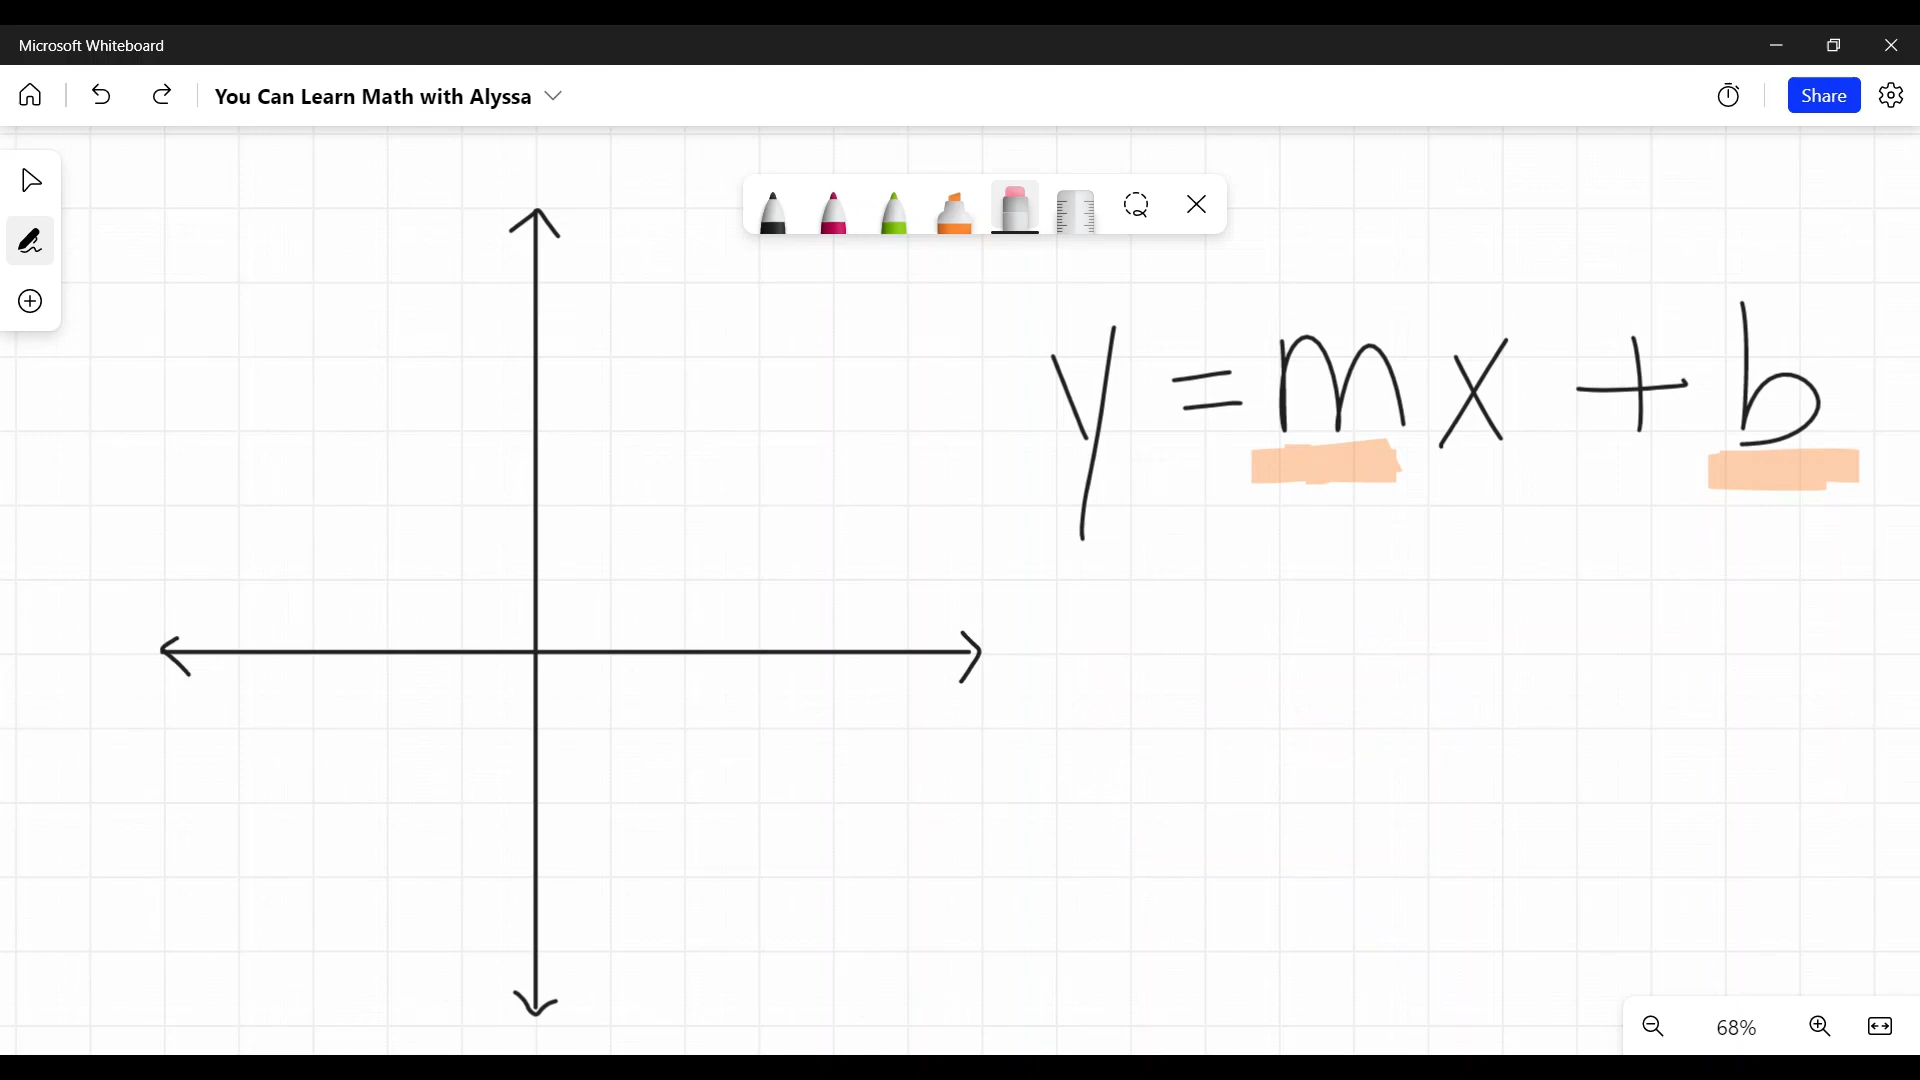 Microsoft Whiteboard
You Can Learn Math with Alyssa
Share
y = mx + b
68%